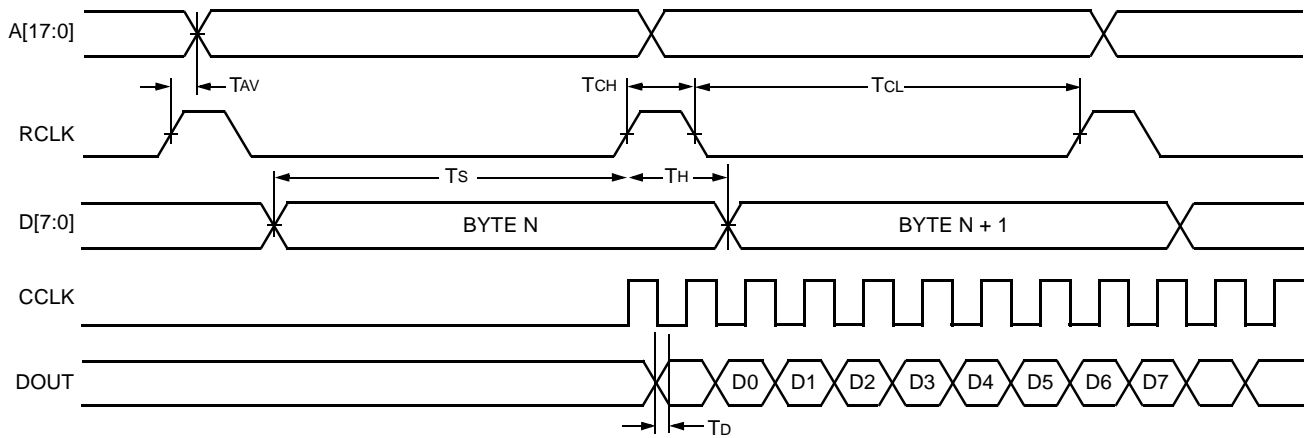 A[17:0]
TAV
TCH
TCL
RCLK
TS
TH
D[7:0]
BYTE N
BYTE N + 1
CCLK
DOUT
D0 D1 D2 D3 D4 D5 D6 D7
TD